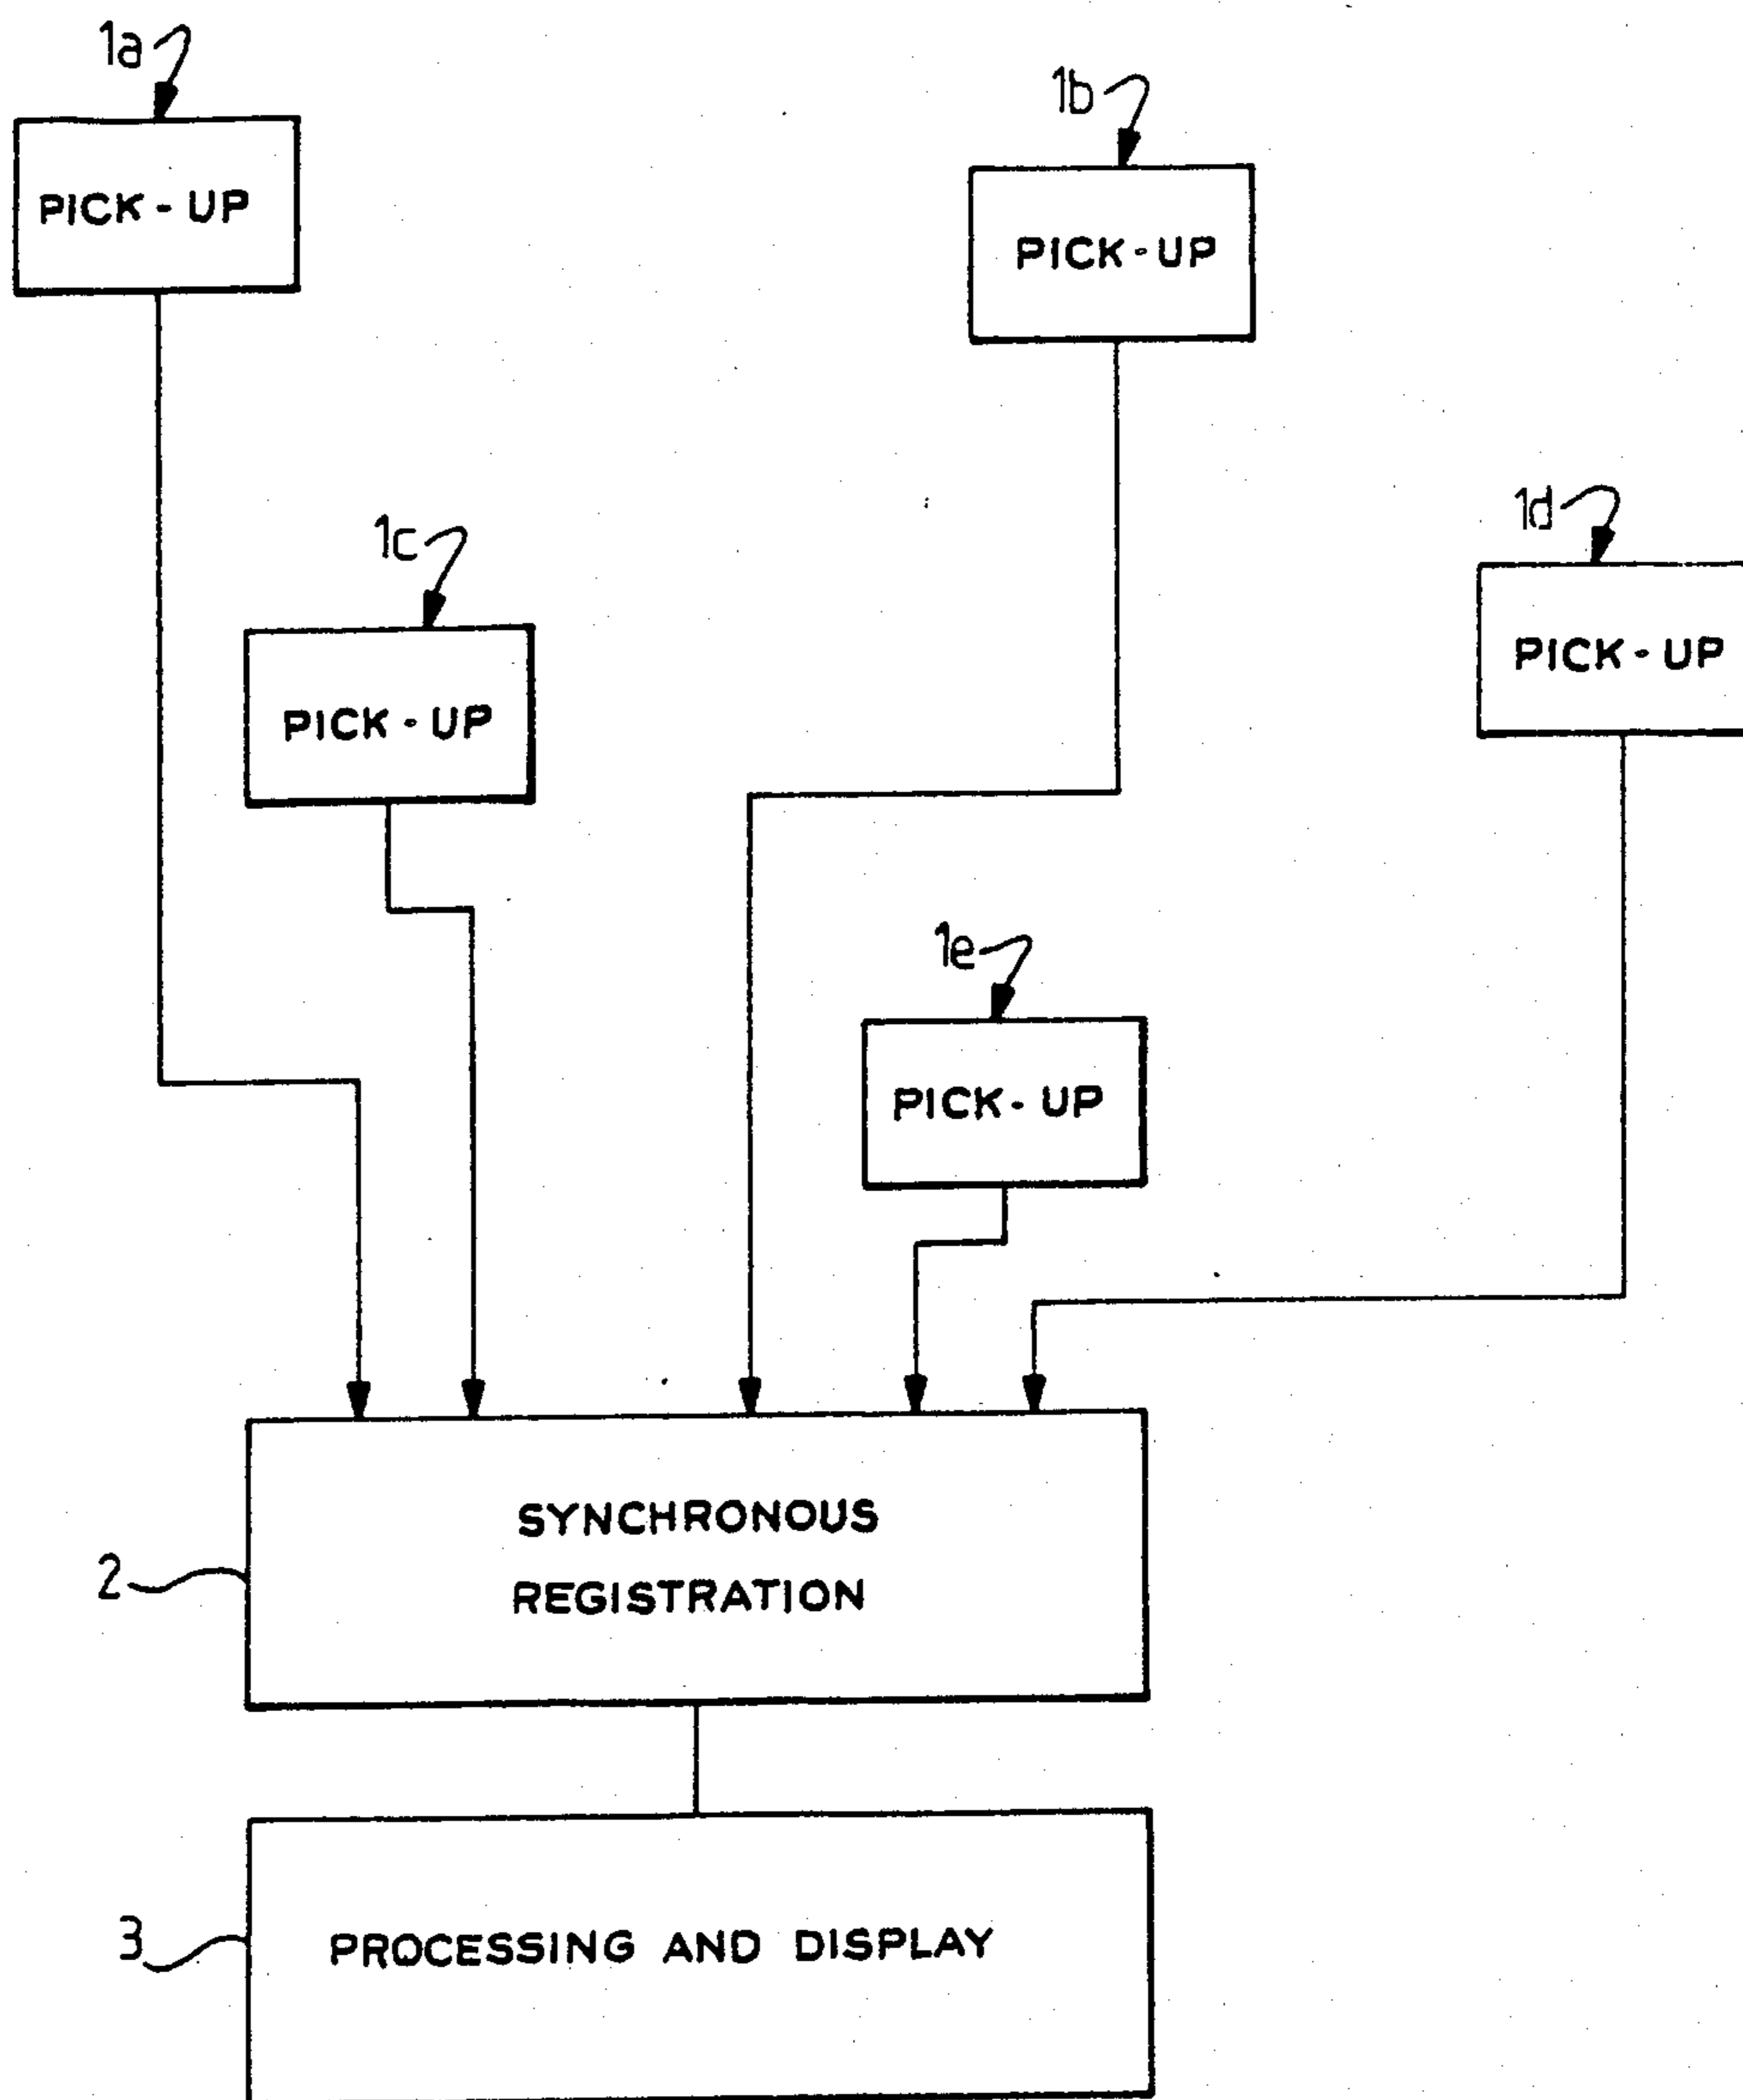 1a
PICK-UP
1b
PICK-UP
1c
PICK-UP
1d
PICK-UP
1e
PICK-UP
2
SYNCHRONOUS
REGISTRATION
3
PROCESSING AND DISPLAY